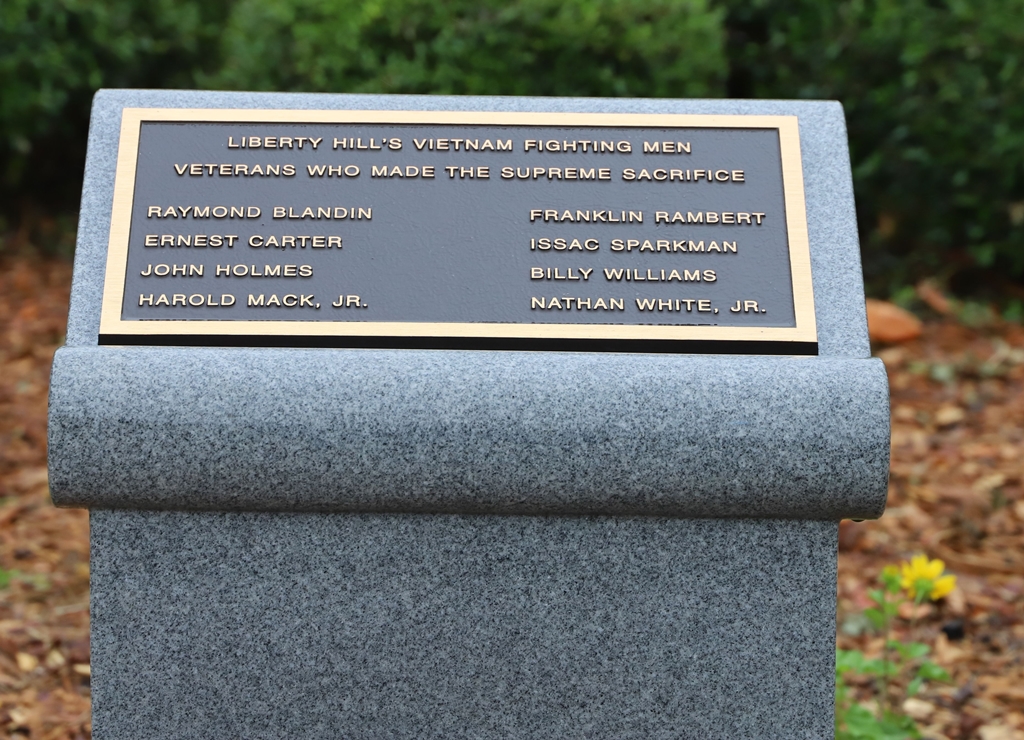 LIBERTY HILL'S VIETNAM FIGHTING MEN
VETERANS WHO MADE THE SUPREME SACRIFICE
RAYMOND BLANDIN
ERNEST CARTER
JOHN HOLMES
HAROLD MACK, JR.
FRANKLIN RAMBERT
ISSAC SPARKMAN
BILLY WILLIAMS
NATHAN WHITE, JR.